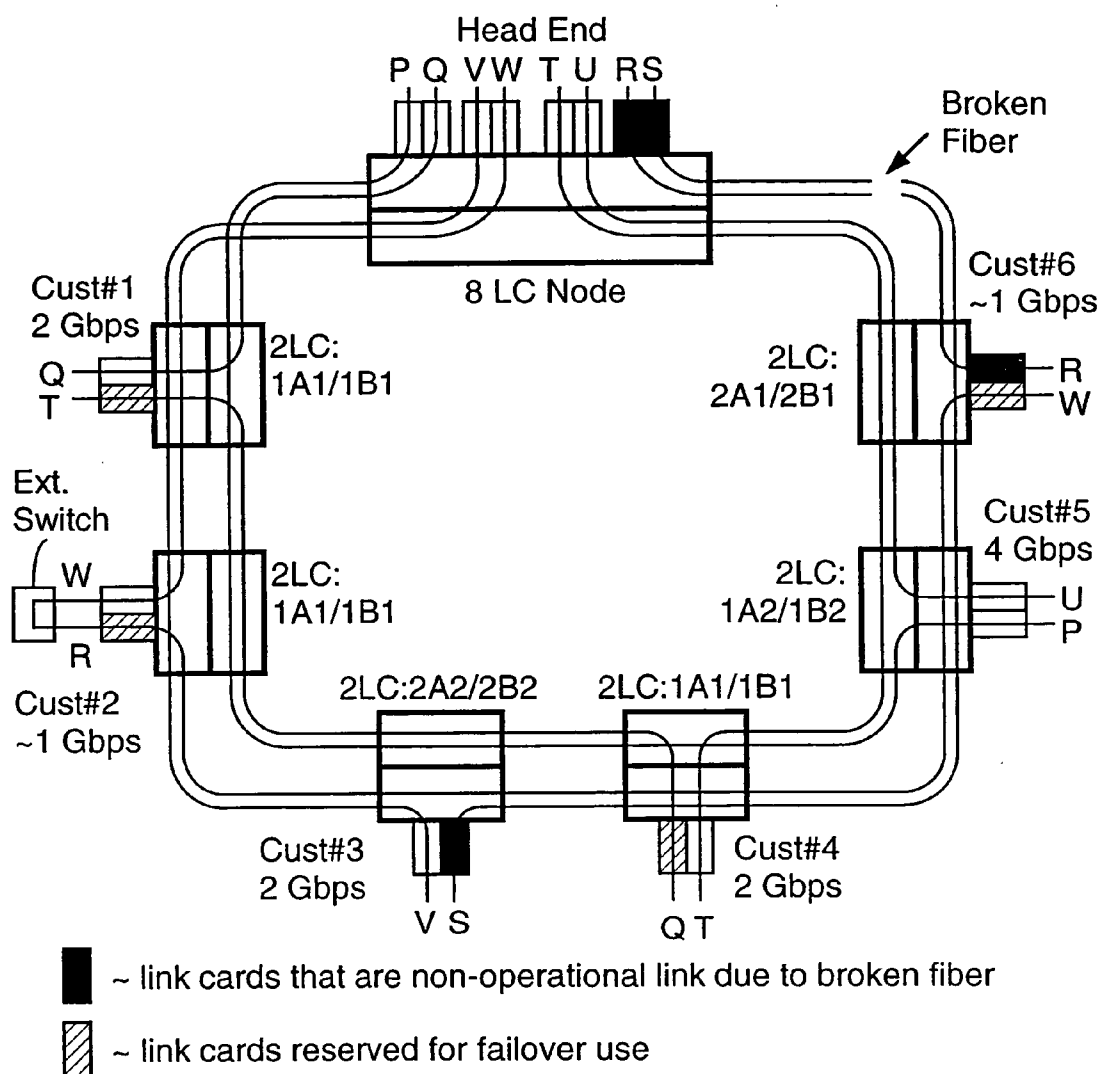 Head End
P Q V W T U R S
Broken
Fiber
8 LC Node
Cust#1
2 Gbps
Q
T
2LC:
1A1/1B1
Cust#6
~1 Gbps
2LC:
2A1/2B1
R
W
Ext.
Switch
W
R
2LC:
1A1/1B1
Cust#2
~1 Gbps
Cust#5
4 Gbps
2LC:
1A2/1B2
U
P
2LC:2A2/2B2
2LC:1A1/1B1
Cust#3
2 Gbps
V S
Cust#4
2 Gbps
Q T
~ link cards that are non-operational link due to broken fiber
~ link cards reserved for failover use